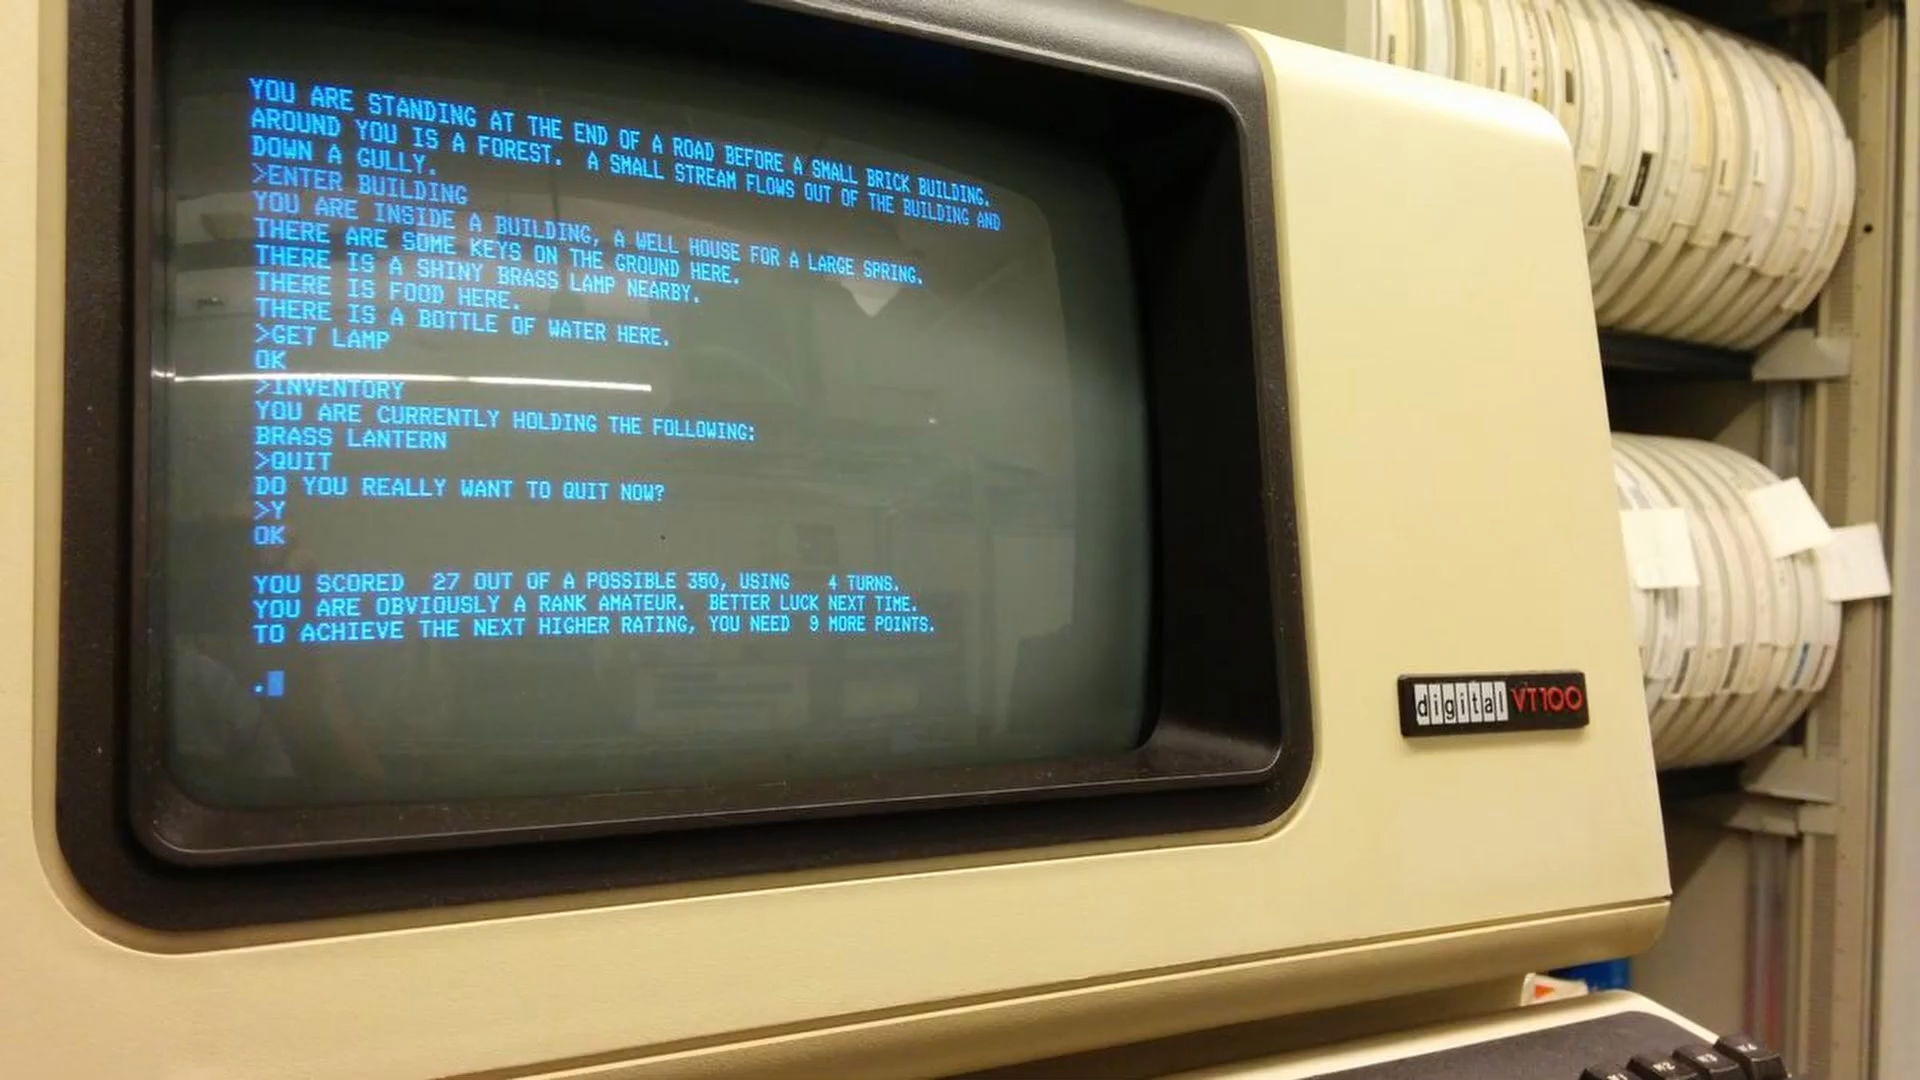 YOU ARE STANDING AT THE END OF A ROAD BEFORE A SMALL BRICK BUILDING.
AROUND YOU IS A FOREST.  A SMALL STREAM FLOWS OUT OF THE BUILDING AND
DOWN A GULLY.
>ENTER BUILDING
YOU ARE INSIDE A BUILDING, A WELL HOUSE FOR A LARGE SPRING.
THERE ARE SOME KEYS ON THE GROUND HERE.
THERE IS A SHINY BRASS LAMP NEARBY.
THERE IS FOOD HERE.
THERE IS A BOTTLE OF WATER HERE.
>GET LAMP
OK
>INVENTORY
YOU ARE CURRENTLY HOLDING THE FOLLOWING:
BRASS LANTERN
>QUIT
DO YOU REALLY WANT TO QUIT NOW?
>Y
OK
YOU SCORED  27 OUT OF A POSSIBLE 350, USING   4 TURNS.
YOU ARE OBVIOUSLY A RANK AMATEUR.  BETTER LUCK NEXT TIME.
TO ACHIEVE THE NEXT HIGHER RATING, YOU NEED  9 MORE POINTS.
.
digital VT100